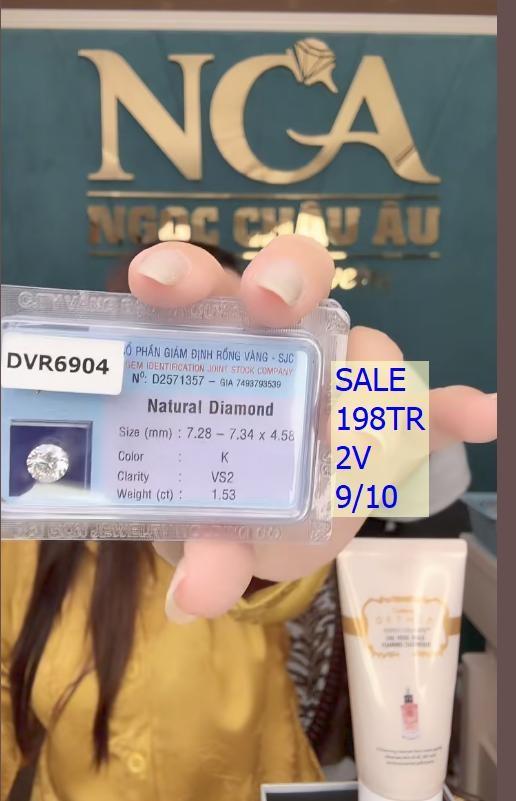 NCA
NGỌC CHÂU ÂU
DVR6904
PHẦN GIÁM ĐỊNH RỒNG VÀNG - SJC
GEM IDENTIFICATION JOINT STOCK COMPANY
Nº: D2571357 – GIA 7493793539
Natural Diamond
Size (mm) : 7.28 – 7.34 x 4.58
Color : K
Clarity : VS2
Weight (ct) : 1.53
SALE
198TR
2V
9/10